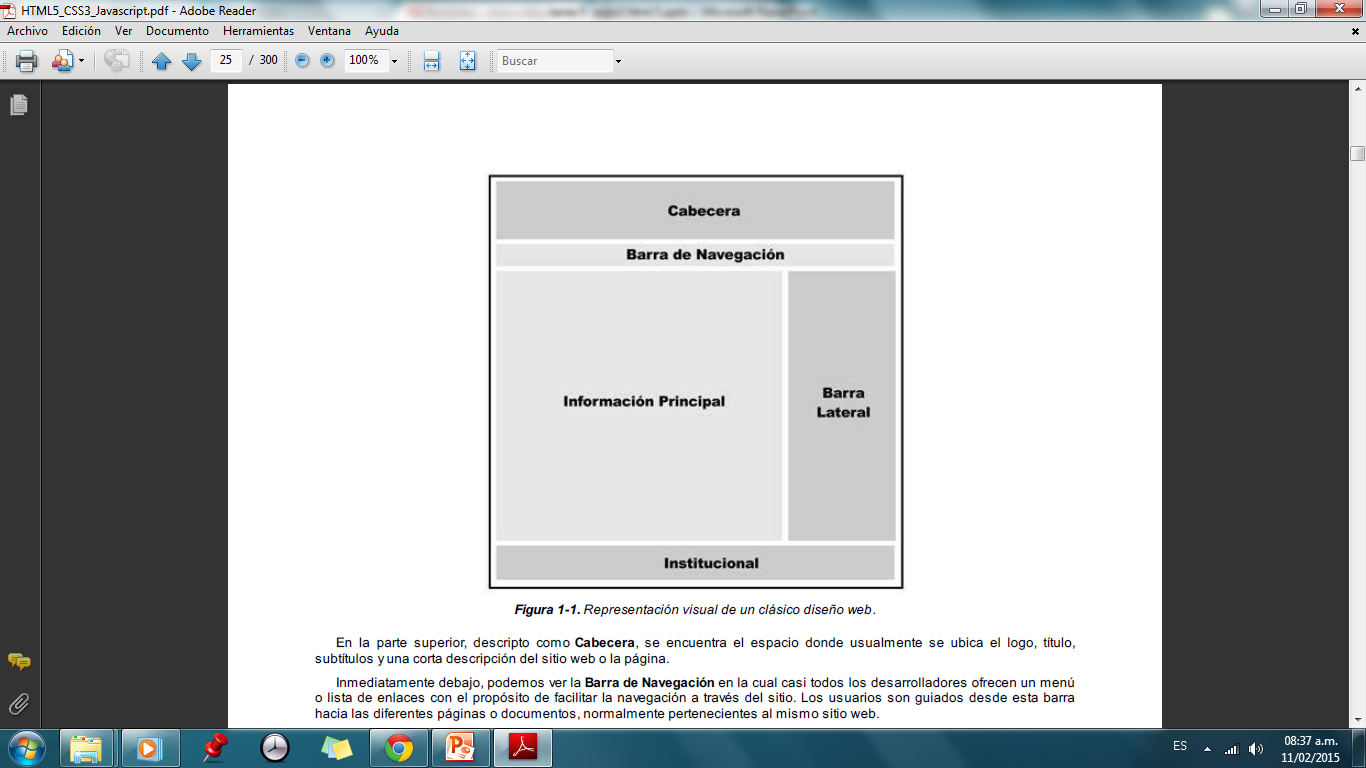 HTML5_CSS3_Javascript.pdf - Adobe Reader
Archivo Edición Ver Documento Herramientas Ventana Ayuda
25 / 300 100% Buscar
Cabecera
Barra de Navegación
Información Principal
Barra
Lateral
Institucional
Figura 1-1. Representación visual de un clásico diseño web.
En la parte superior, descripto como Cabecera, se encuentra el espacio donde usualmente se ubica el logo, título,
subtítulos y una corta descripción del sitio web o la página.
Inmediatamente debajo, podemos ver la Barra de Navegación en la cual casi todos los desarrolladores ofrecen un menú
o lista de enlaces con el propósito de facilitar la navegación a través del sitio. Los usuarios son guiados desde esta barra
hacia las diferentes páginas o documentos, normalmente pertenecientes al mismo sitio web.
ES
08:37 a.m.
11/02/2015